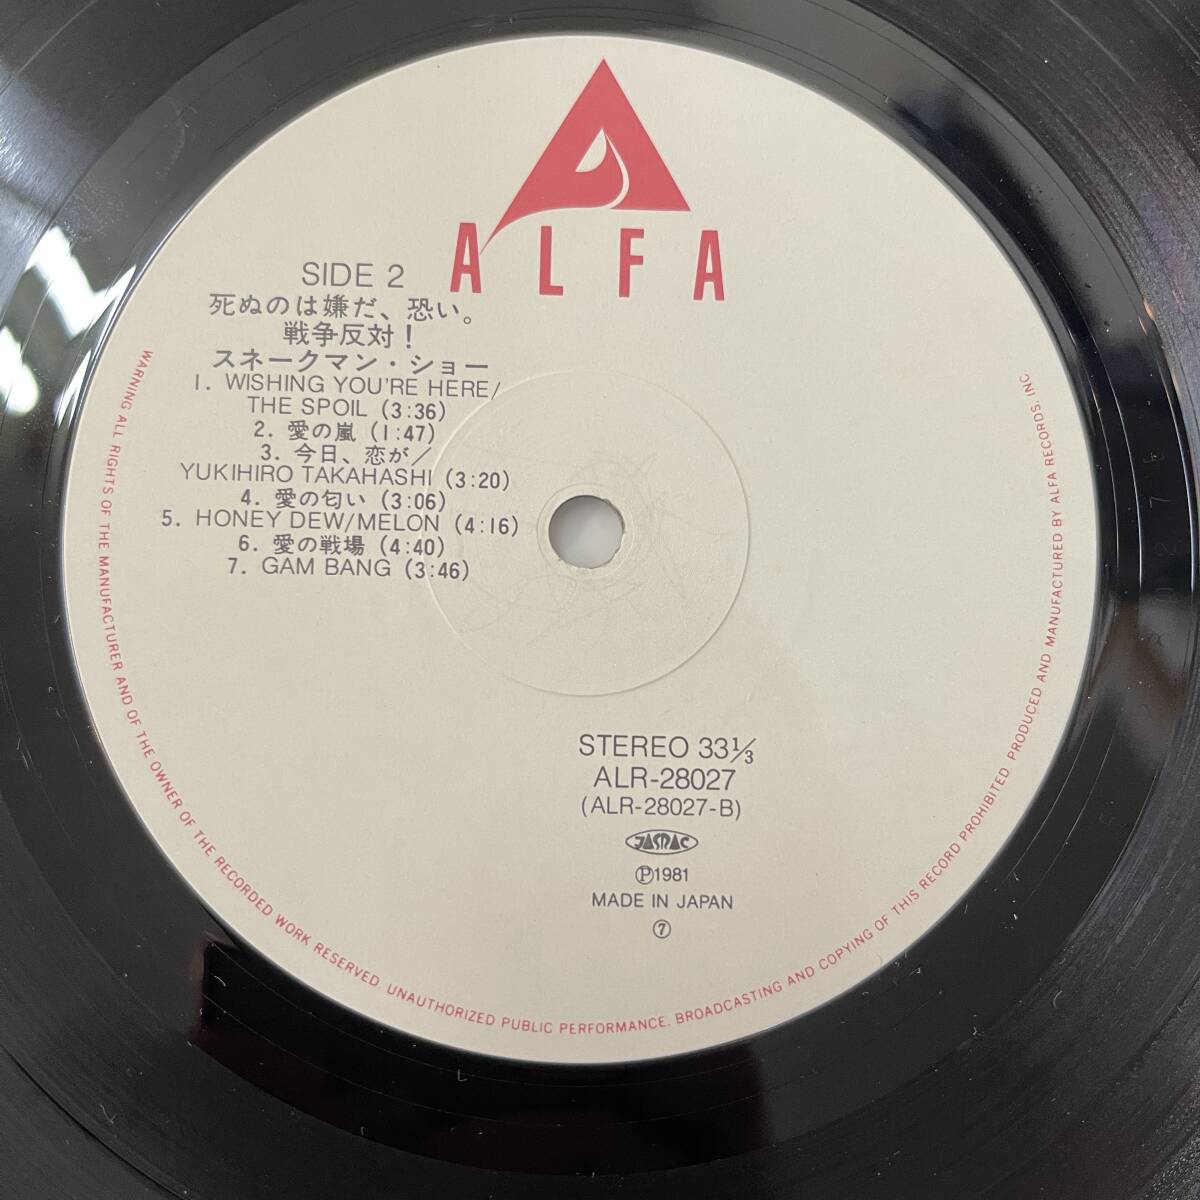 ALFA
SIDE 2
死ぬのは嫌だ、恐い。
戦争反対！
スネークマン・ショー
1. WISHING YOU'RE HERE/
THE SPOIL (3:36)
2. 愛の嵐 (1:47)
3. 今日、恋が／
YUKIHIRO TAKAHASHI (3:20)
4. 愛の匂い (3:06)
5. HONEY DEW/MELON (4:16)
6. 愛の戦場 (4:40)
7. GAM BANG (3:46)
STEREO 33⅓
ALR-28027
(ALR-28027-B)
JASRAC
Ⓟ1981
MADE IN JAPAN
⑦
WARNING ALL RIGHTS OF THE MANUFACTURER AND OF THE OWNER OF THE RECORDED WORK RESERVED. UNAUTHORIZED PUBLIC PERFORMANCE, BROADCASTING AND COPYING OF THIS RECORD PROHIBITED. PRODUCED AND MANUFACTURED BY ALFA RECORDS, INC.